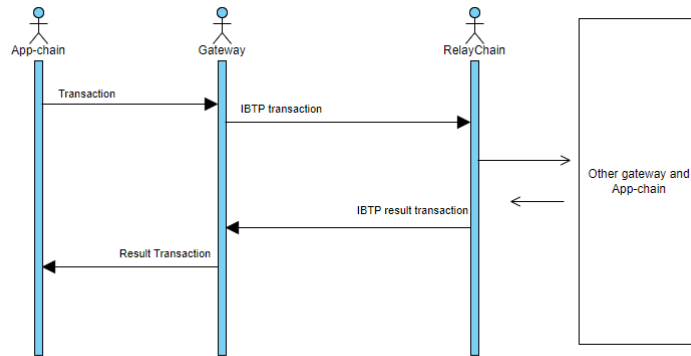 App-chain
Gateway
RelayChain
Transaction
IBTP transaction
Other gateway and
App-chain
IBTP result transaction
Result Transaction